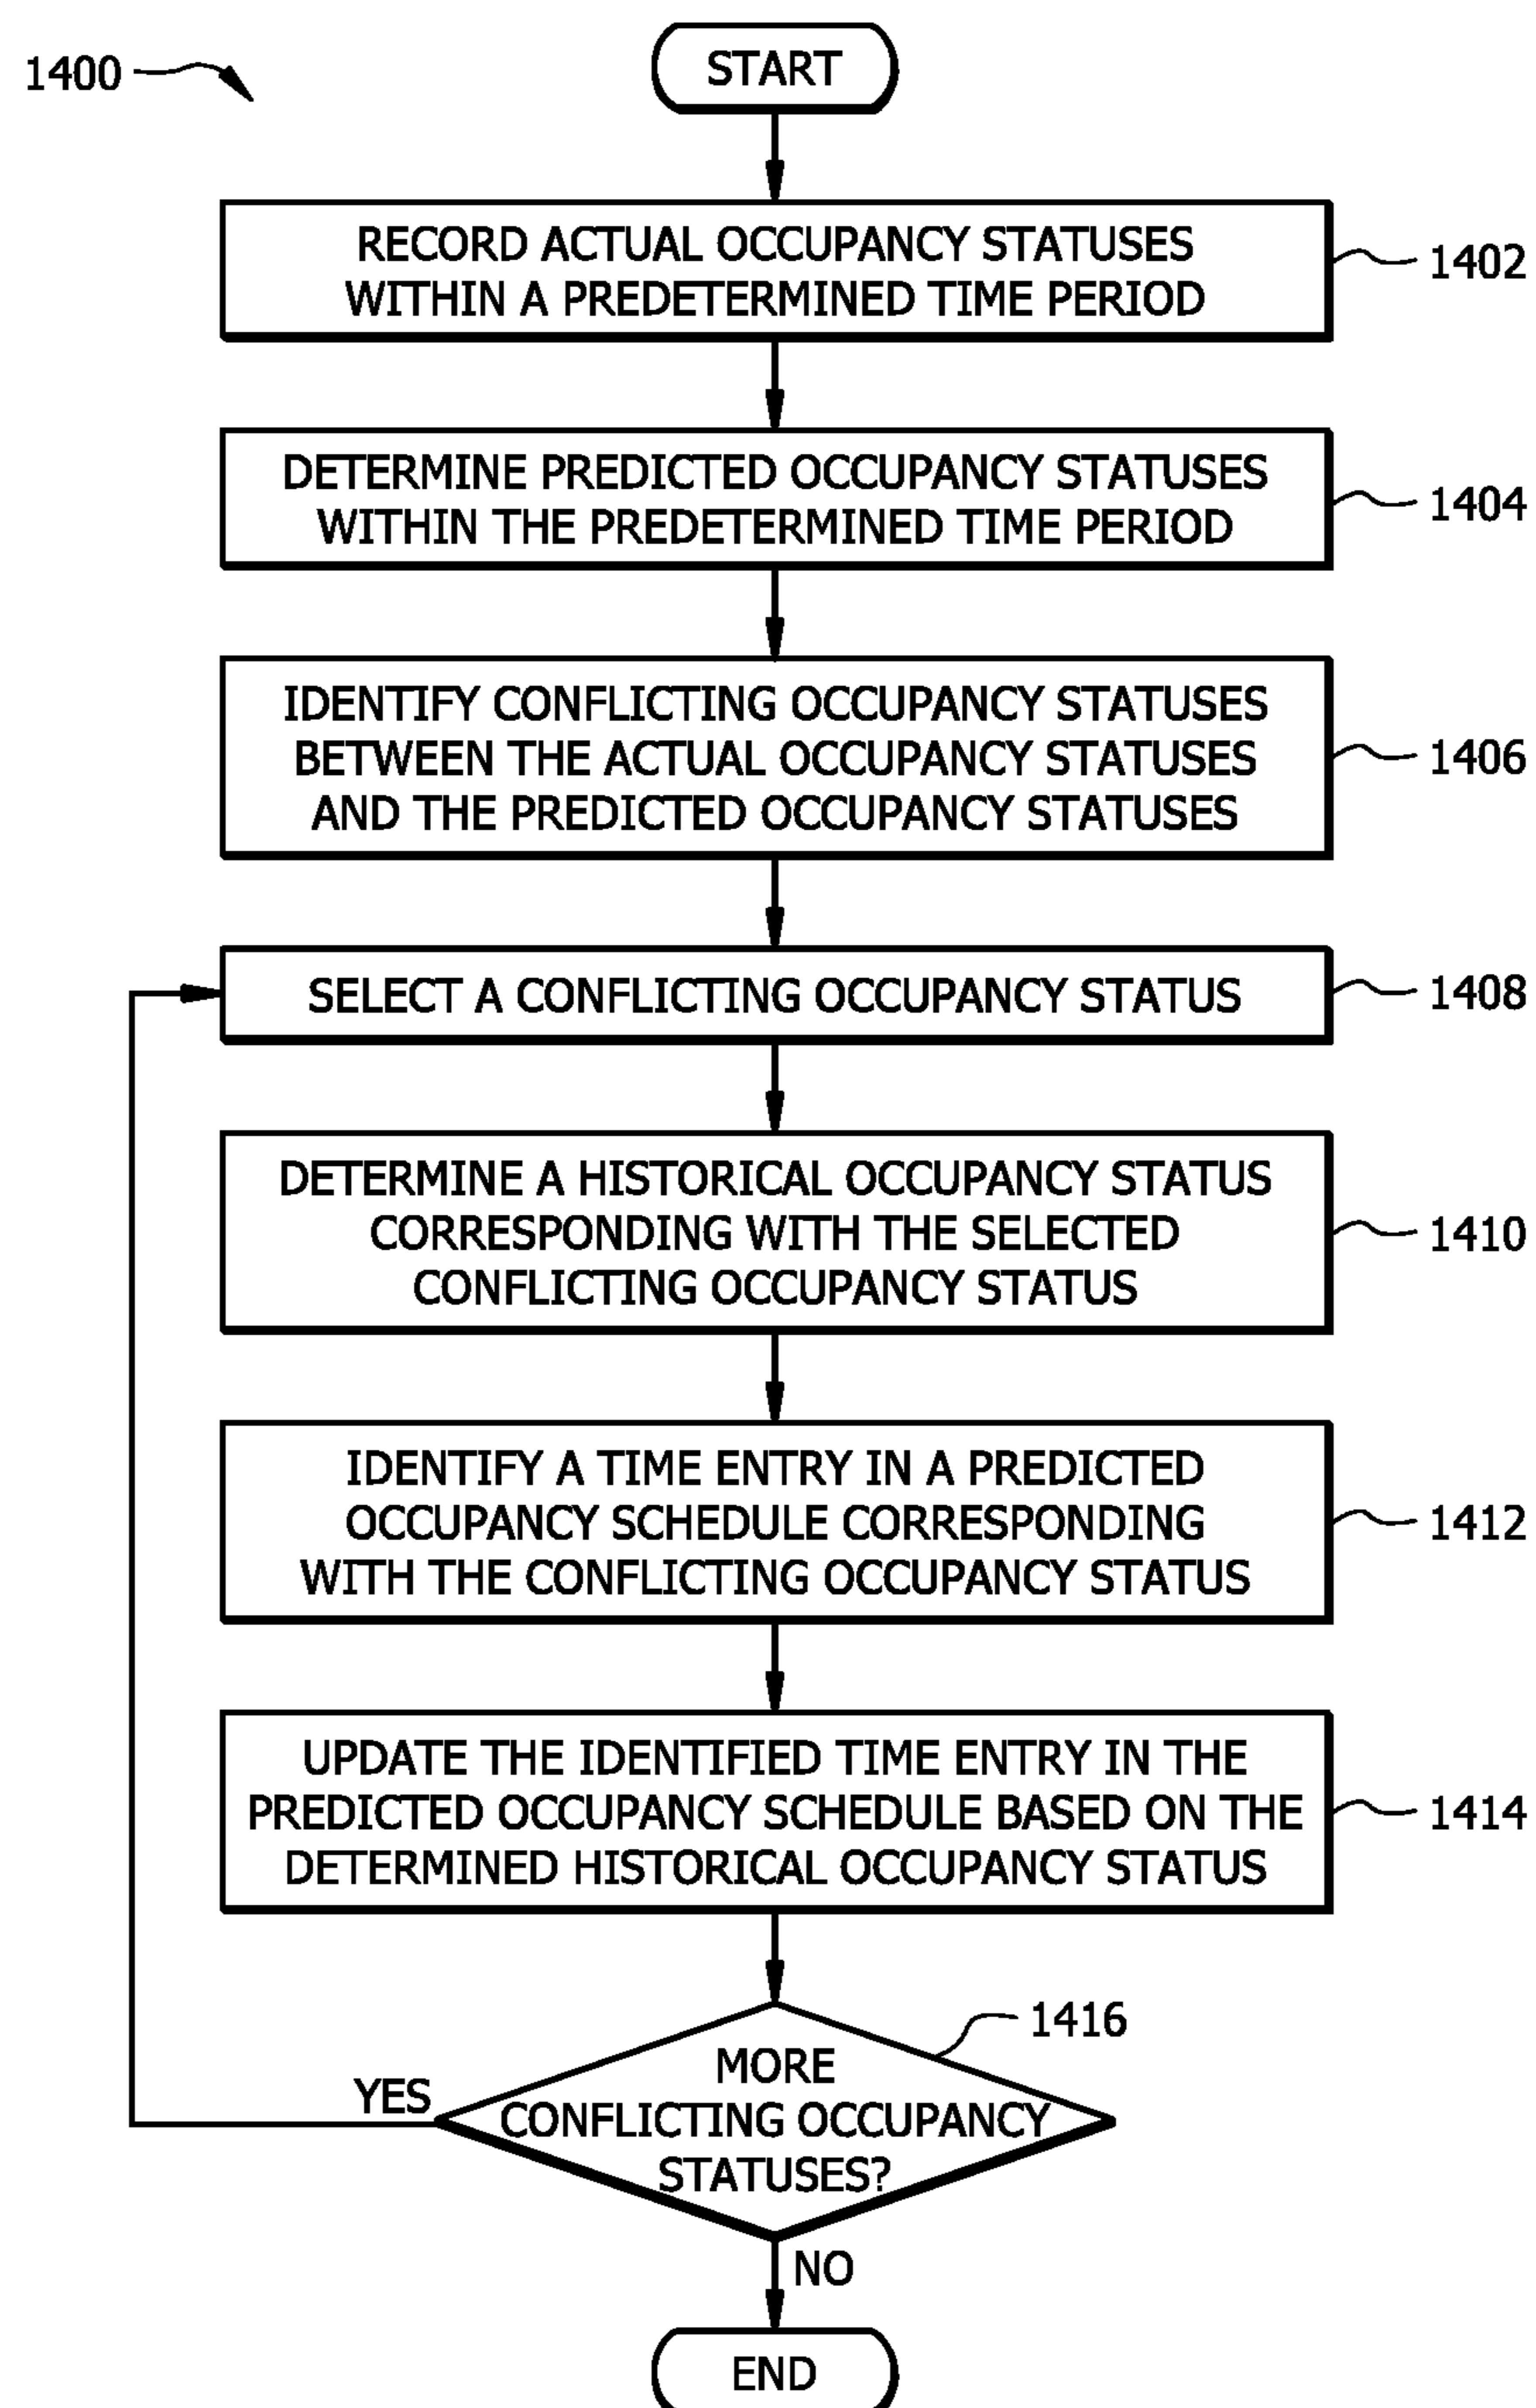 1400
START
RECORD ACTUAL OCCUPANCY STATUSES
WITHIN A PREDETERMINED TIME PERIOD
1402
DETERMINE PREDICTED OCCUPANCY STATUSES
WITHIN THE PREDETERMINED TIME PERIOD
1404
IDENTIFY CONFLICTING OCCUPANCY STATUSES
BETWEEN THE ACTUAL OCCUPANCY STATUSES
AND THE PREDICTED OCCUPANCY STATUSES
1406
SELECT A CONFLICTING OCCUPANCY STATUS
1408
DETERMINE A HISTORICAL OCCUPANCY STATUS
CORRESPONDING WITH THE SELECTED
CONFLICTING OCCUPANCY STATUS
1410
IDENTIFY A TIME ENTRY IN A PREDICTED
OCCUPANCY SCHEDULE CORRESPONDING
WITH THE CONFLICTING OCCUPANCY STATUS
1412
UPDATE THE IDENTIFIED TIME ENTRY IN THE
PREDICTED OCCUPANCY SCHEDULE BASED ON THE
DETERMINED HISTORICAL OCCUPANCY STATUS
1414
1416
MORE
CONFLICTING OCCUPANCY
STATUSES?
YES
NO
END